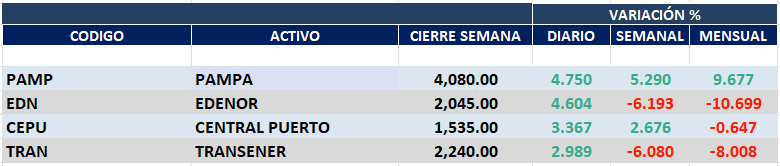 VARIACIÓN %
CODIGO ACTIVO CIERRE SEMANA DIARIO SEMANAL MENSUAL
PAMP PAMPA 4,080.00 4.750 5.290 9.677
EDN EDENOR 2,045.00 4.604 -6.193 -10.699
CEPU CENTRAL PUERTO 1,535.00 3.367 2.676 -0.647
TRAN TRANSENER 2,240.00 2.989 -6.080 -8.008